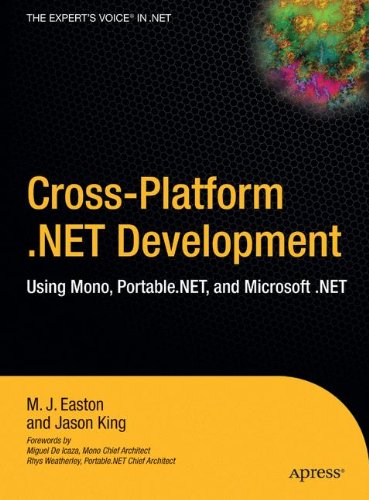 THE EXPERT'S VOICE® IN .NET
Cross-Platform
.NET Development
Using Mono, Portable.NET, and Microsoft .NET
M. J. Easton
and Jason King
Forewords by
Miguel De Icaza, Mono Chief Architect
Rhys Weatherley, Portable.NET Chief Architect
Apress®